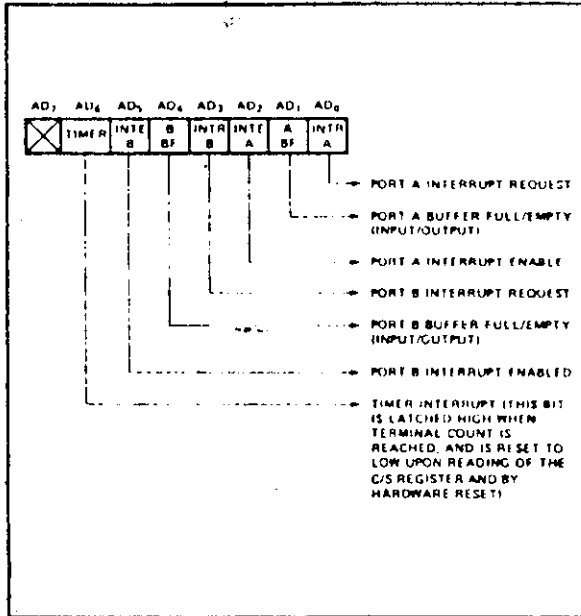 AD7 AD6 AD5 AD4 AD3 AD2 AD1 AD0
TIMER INTE B B BF INTR B INTE A A BF INTR A
PORT A INTERRUPT REQUEST
PORT A BUFFER FULL/EMPTY
(INPUT/OUTPUT)
PORT A INTERRUPT ENABLE
PORT B INTERRUPT REQUEST
PORT B BUFFER FULL/EMPTY
(INPUT/OUTPUT)
PORT B INTERRUPT ENABLED
TIMER INTERRUPT (THIS BIT
IS LATCHED HIGH WHEN
TERMINAL COUNT IS
REACHED, AND IS RESET TO
LOW UPON READING OF THE
C/S REGISTER AND BY
HARDWARE RESET)